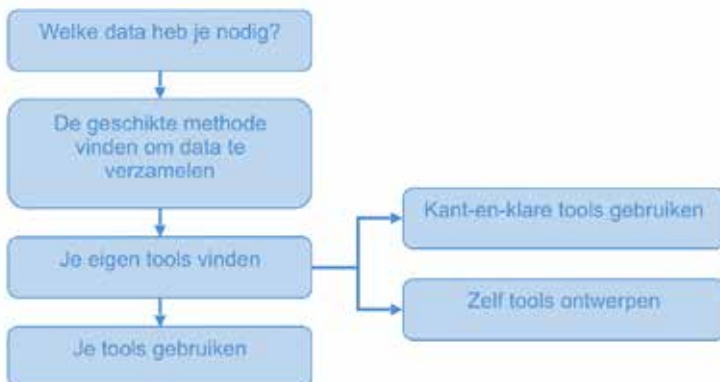 Welke data heb je nodig?
De geschikte methode
vinden om data te
verzamelen
Je eigen tools vinden
Kant-en-klare tools gebruiken
Zelf tools ontwerpen
Je tools gebruiken